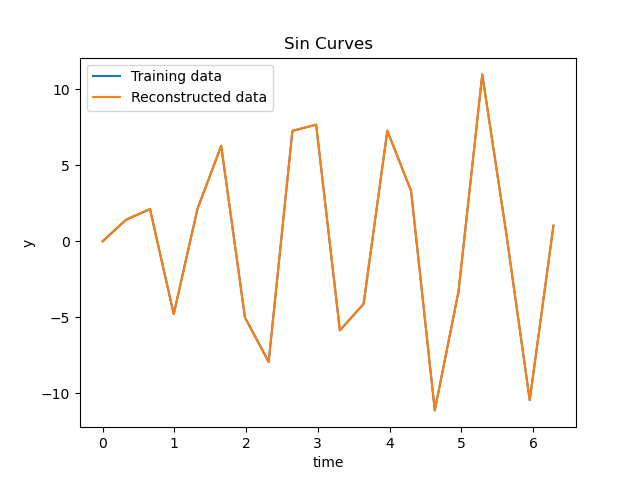 Sin Curves
Training data
Reconstructed data
10
5
0
−5
−10
y
0 1 2 3 4 5 6
time